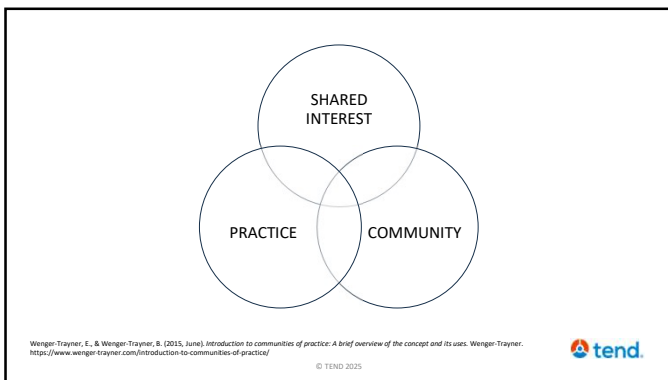 SHARED
INTEREST
PRACTICE
COMMUNITY
Wenger-Trayner, E., & Wenger-Trayner, B. (2015, June). Introduction to communities of practice: A brief overview of the concept and its uses. Wenger-Trayner.
https://www.wenger-trayner.com/introduction-to-communities-of-practice/
tend.
© TEND 2025